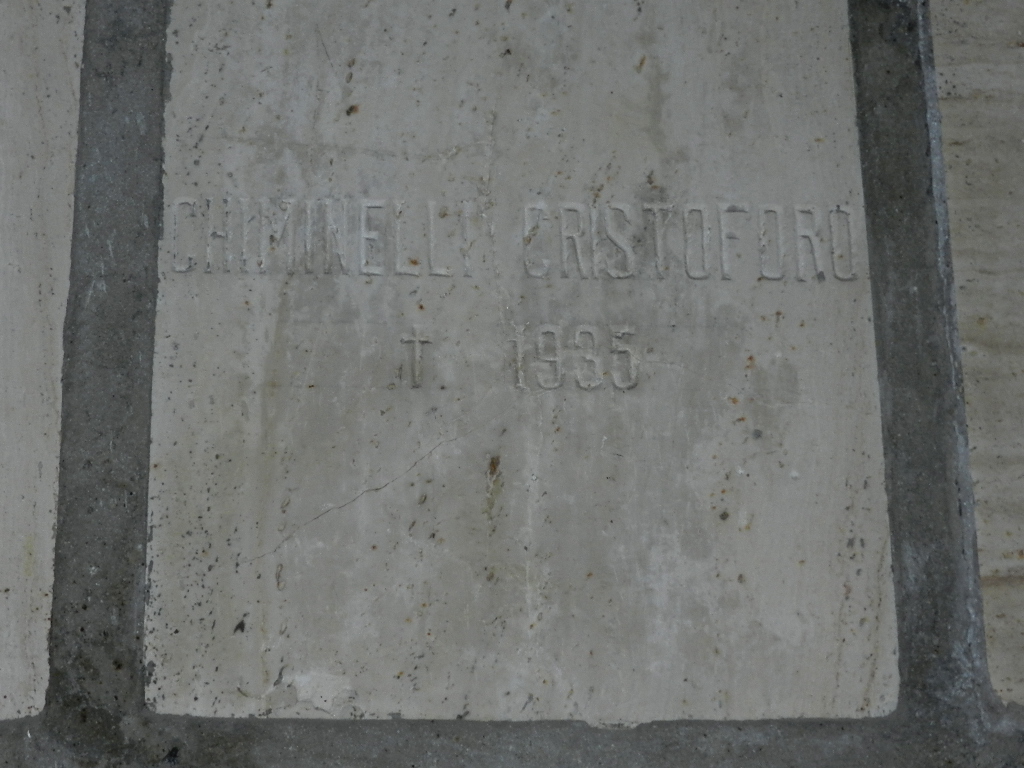 CHIMINELLI CRISTOFORO
† 1935